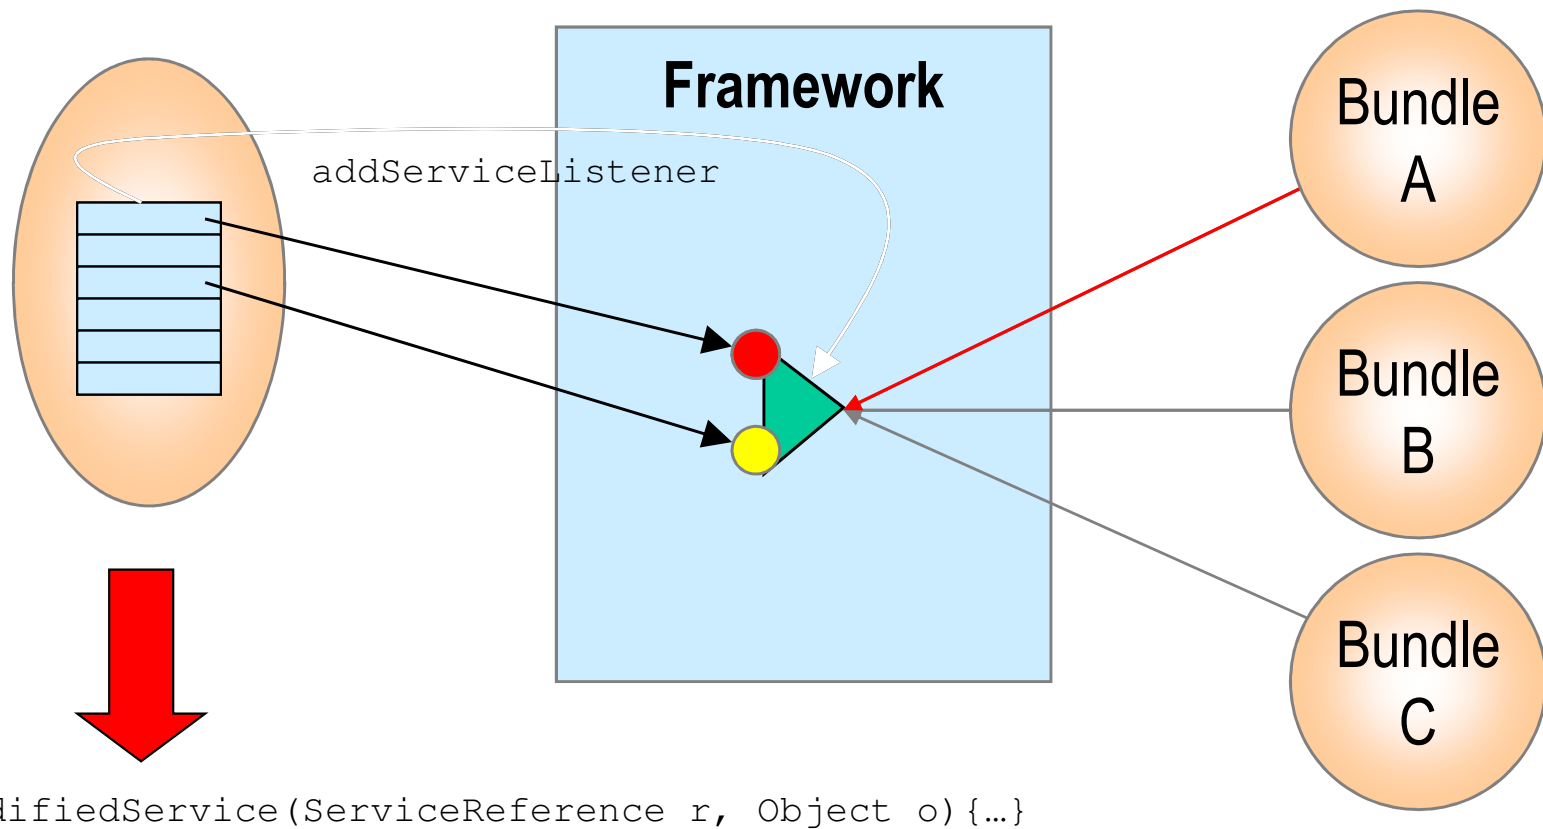 Framework
addServiceListener
Bundle
A
Bundle
B
Bundle
C
difiedService(ServiceReference r, Object o){…}